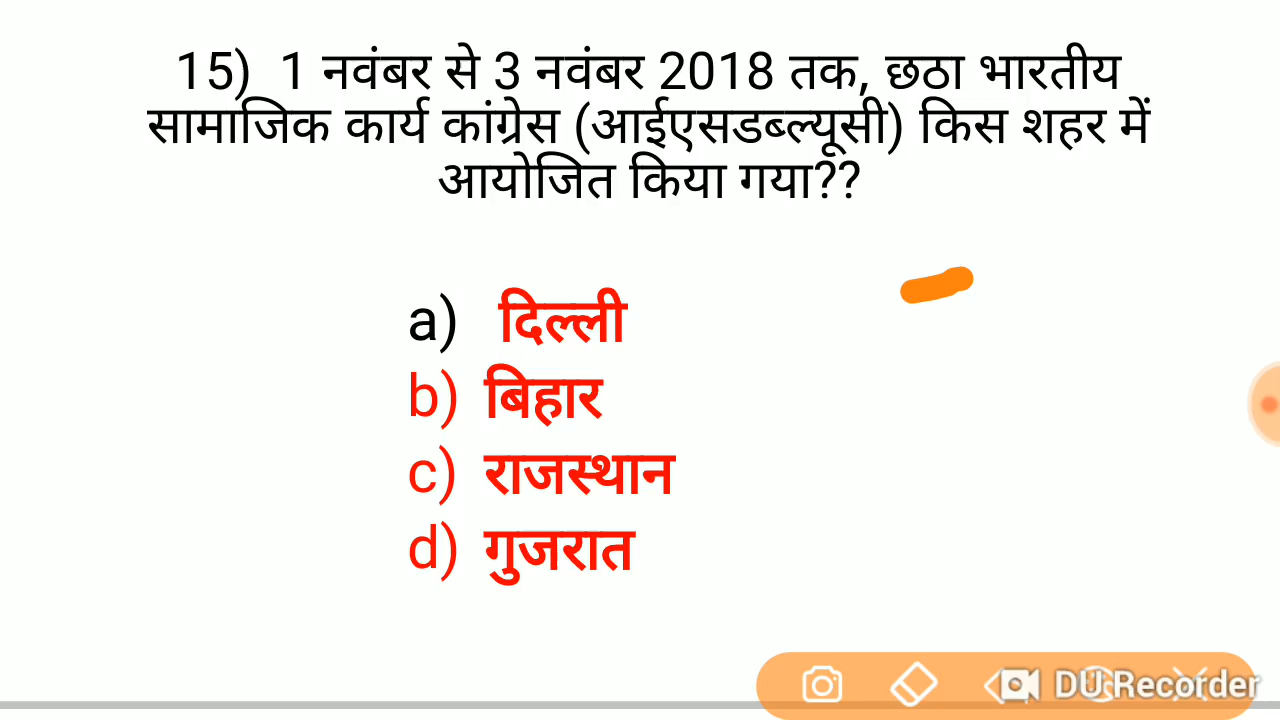 15) 1 नवंबर से 3 नवंबर 2018 तक, छठा भारतीय
सामाजिक कार्य कांग्रेस (आईएसडब्ल्यूसी) किस शहर में
आयोजित किया गया??
a) दिल्ली
b) बिहार
c) राजस्थान
d) गुजरात
DU Recorder